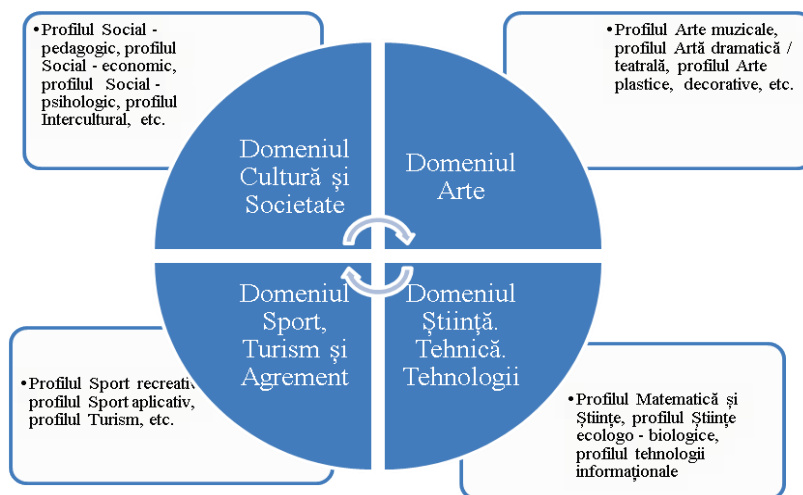 •Profilul Social -
pedagogic, profilul
Social - economic,
profilul Social -
psihologic, profilul
Intercultural, etc.
•Profilul Arte muzicale,
profilul Artă dramatică /
teatrală, profilul Arte
plastice, decorative, etc.
Domeniul
Cultură și
Societate
Domeniul
Arte
Domeniul
Sport,
Turism și
Agrement
Domeniul
Știință.
Tehnică.
Tehnologii
•Profilul Sport recreativ
profilul Sport aplicativ,
profilul Turism, etc.
•Profilul Matematică și
Științe, profilul Științe
ecologo - biologice,
profilul tehnologii
informaționale